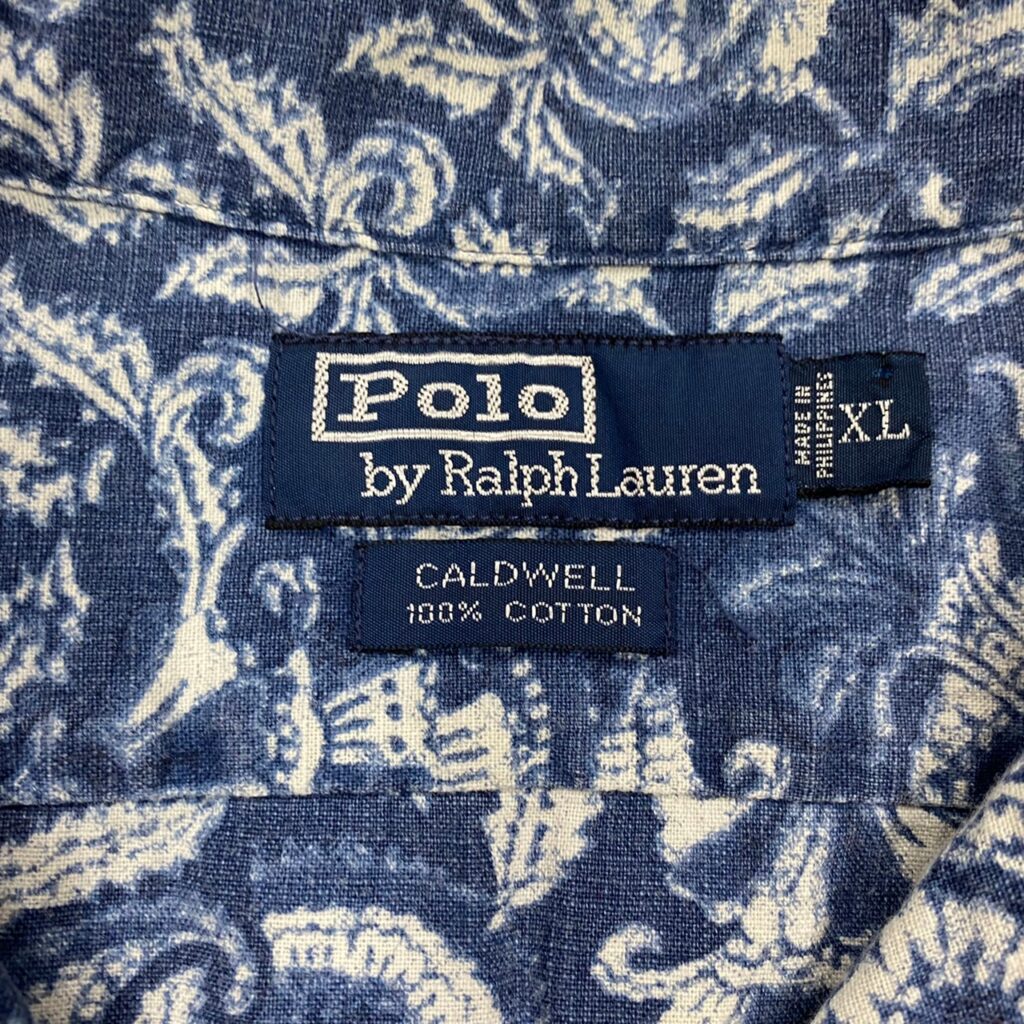 Polo
by Ralph Lauren
MADE IN
PHILIPPINES
XL
CALDWELL
100% COTTON